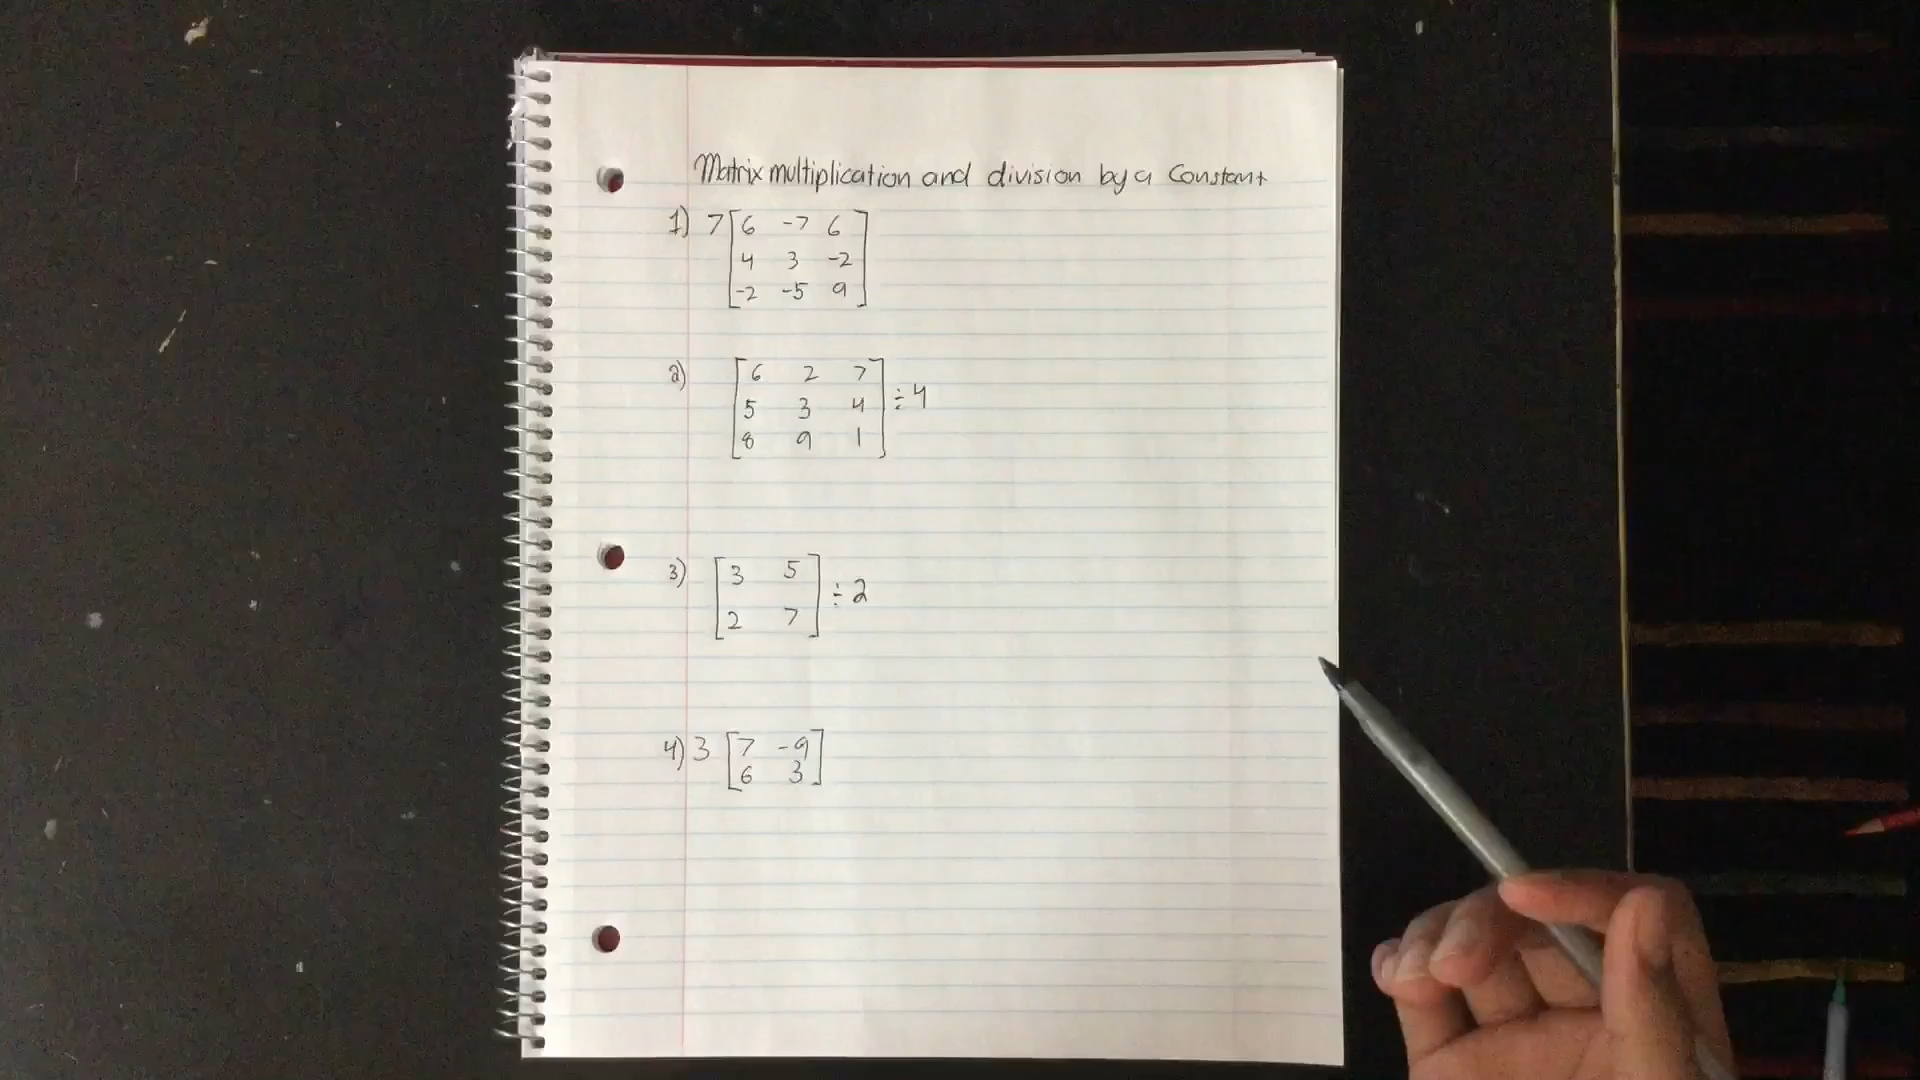 Matrix multiplication and division by a Constant
1) 7 [6 -7 6
4 3 -2
-2 -5 9]
2) [6 2 7
5 3 4 ÷ 4
8 9 1]
3) [3 5
÷ 2
2 7]
4) 3 [7 -9
6 3]